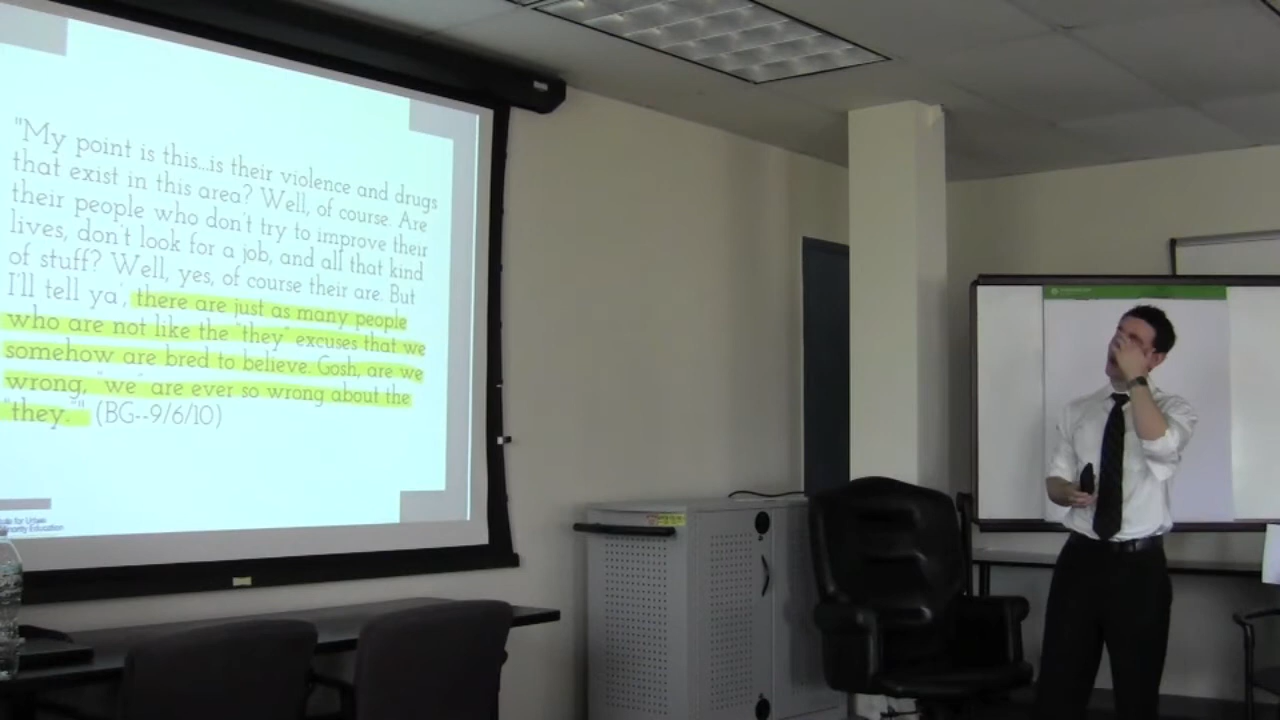 "My point is this...is their violence and drugs
that exist in this area? Well, of course. Are
their people who don't try to improve their
lives, don't look for a job, and all that kind
of stuff? Well, yes, of course their are. But
I'll tell ya', there are just as many people
who are not like the "they" excuses that we
somehow are bred to believe. Gosh, are we
wrong, "we" are ever so wrong about the
"they."" (BG--9/6/10)
for Urban
Education